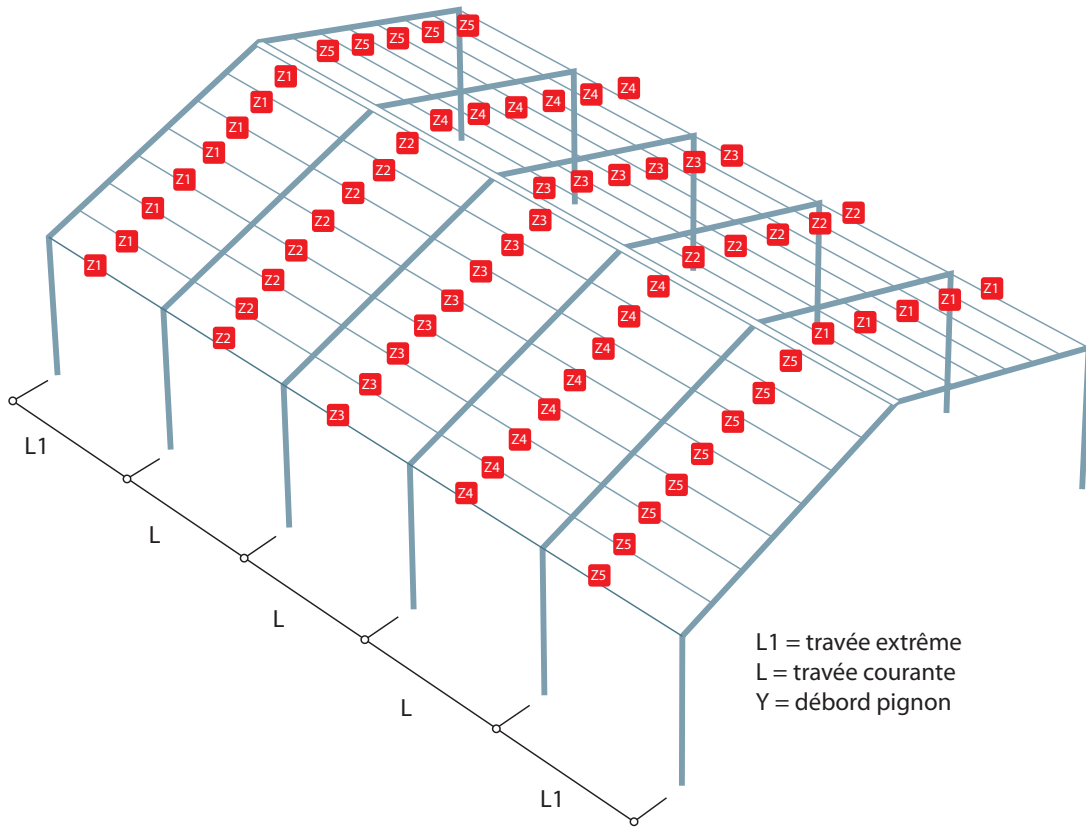 Z5 Z5 Z5 Z5 Z5
Z4 Z4 Z4 Z4 Z4 Z4
Z3 Z3 Z3 Z3 Z3 Z3
Z2 Z2 Z2 Z2 Z2
Z1 Z1 Z1 Z1 Z1
Z1 Z1 Z1 Z1 Z1 Z1 Z1 Z1
Z2 Z2 Z2 Z2 Z2 Z2 Z2 Z2
Z3 Z3 Z3 Z3 Z3 Z3 Z3 Z3
Z4 Z4 Z4 Z4 Z4 Z4 Z4 Z4
Z5 Z5 Z5 Z5 Z5 Z5 Z5 Z5
L1
L
L
L
L1
L1 = travée extrême
L = travée courante
Y = débord pignon